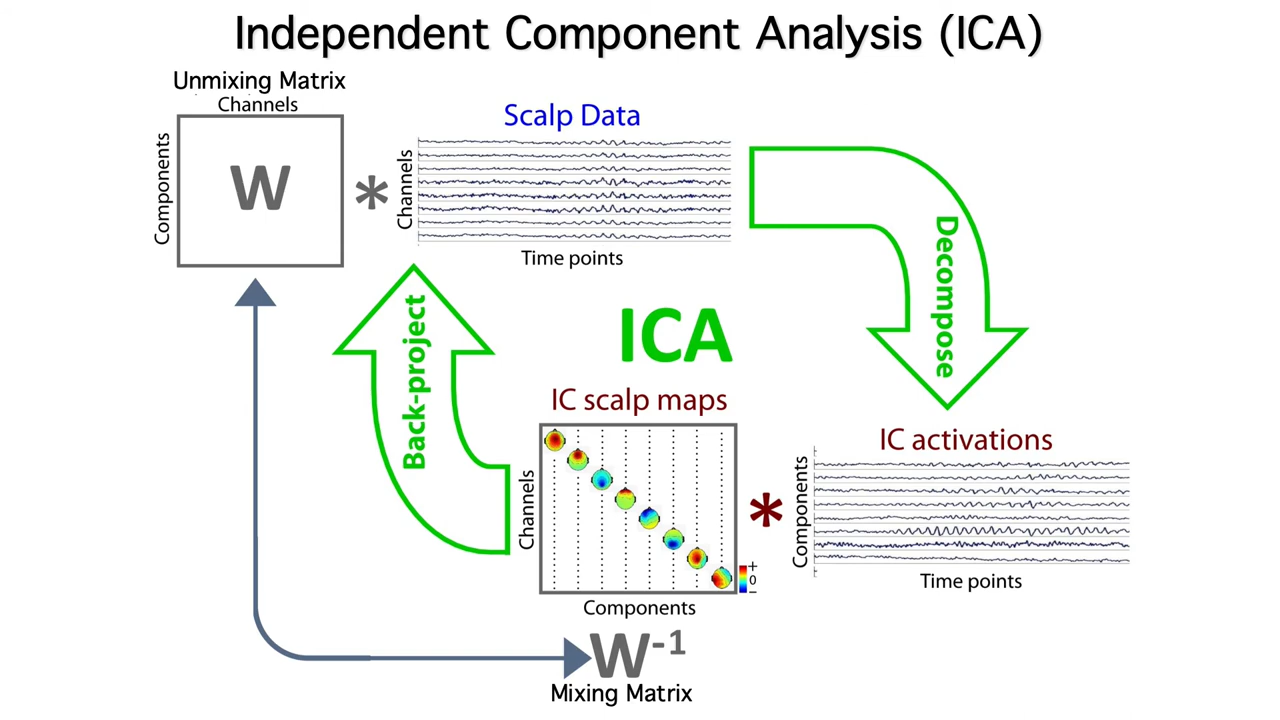 Independent Component Analysis (ICA)
Unmixing Matrix
Channels
Components
W
*
Scalp Data
Channels
Time points
Decompose
Back-project
ICA
IC scalp maps
Channels
Components
+
0
–
*
IC activations
Components
Time points
W-1
Mixing Matrix